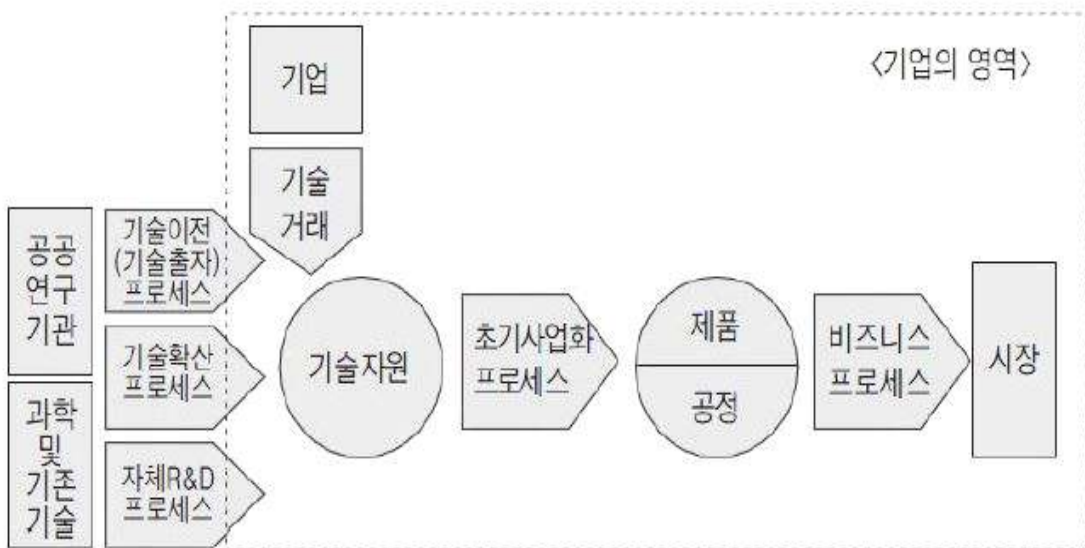 <기업의 영역>
기업
기술
거래
공공
연구
기관
기술이전
(기술출자)
프로세스
기술확산
프로세스
과학
및
기존
기술
자체R&D
프로세스
기술자원
초기사업화
프로세스
제품
공정
비즈니스
프로세스
시장